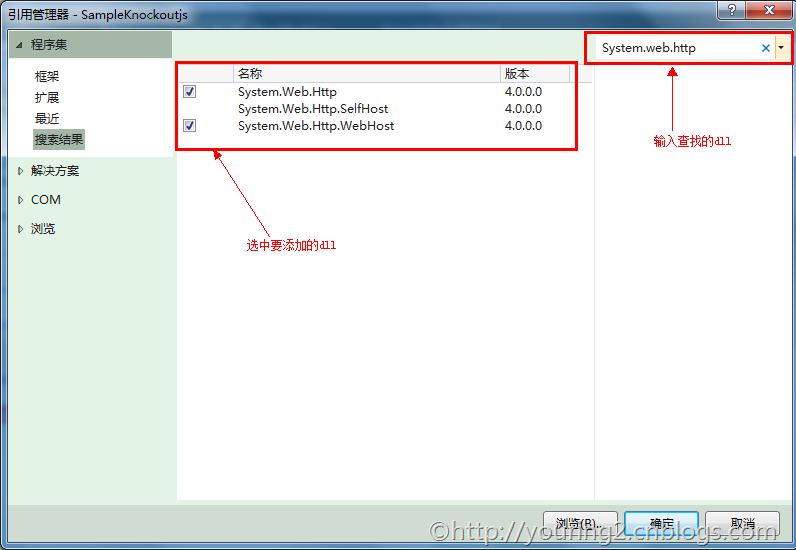 引用管理器 - SampleKnockoutjs
程序集
System.web.http
框架
扩展
最近
搜索结果
解决方案
COM
浏览
名称 版本
System.Web.Http 4.0.0.0
System.Web.Http.SelfHost 4.0.0.0
System.Web.Http.WebHost 4.0.0.0
输入查找的dll
选中要添加的dll
浏览(B)... 确定 取消
©http://younng2.cnblogs.com